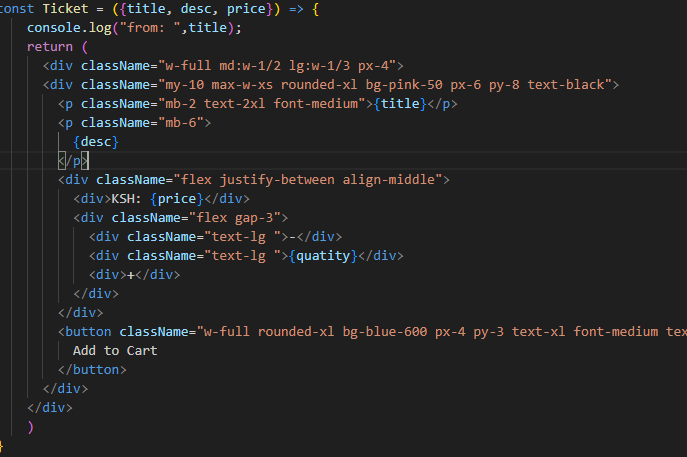 const Ticket = ({title, desc, price}) => {
console.log("from: ",title);
return (
<div className="w-full md:w-1/2 lg:w-1/3 px-4">
<div className="my-10 max-w-xs rounded-xl bg-pink-50 px-6 py-8 text-black">
<p className="mb-2 text-2xl font-medium">{title}</p>
<p className="mb-6">
{desc}
</p>
<div className="flex justify-between align-middle">
<div>KSH: {price}</div>
<div className="flex gap-3">
<div className="text-lg ">-</div>
<div className="text-lg ">{quatity}</div>
<div>+</div>
</div>
</div>
<button className="w-full rounded-xl bg-blue-600 px-4 py-3 text-xl font-medium tex
Add to Cart
</button>
</div>
</div>
)
}